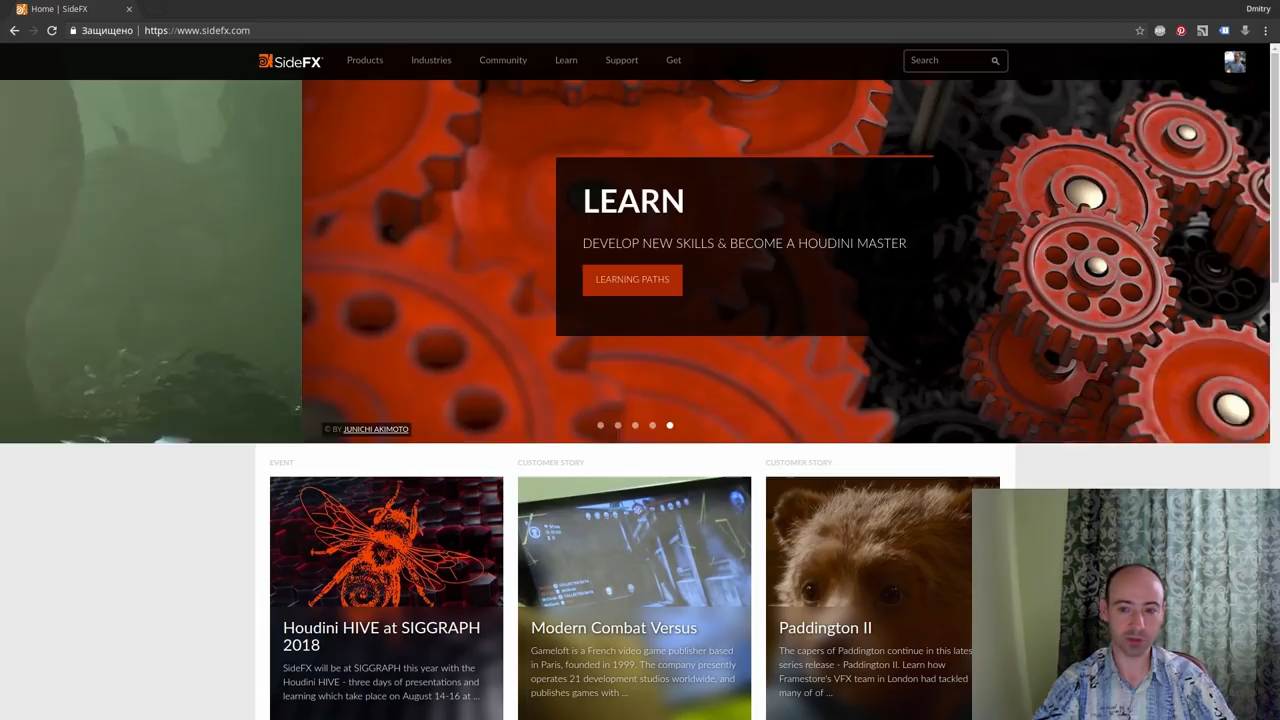 Home | SideFX
Dmitry
Защищено
https://www.sidefx.com
SideFX
Products
Industries
Community
Learn
Support
Get
Search
LEARN
DEVELOP NEW SKILLS & BECOME A HOUDINI MASTER
LEARNING PATHS
© BY JUNICHI AKIMOTO
EVENT
CUSTOMER STORY
CUSTOMER STORY
Houdini HIVE at SIGGRAPH
2018
SideFX will be at SIGGRAPH this year with the
Houdini HIVE - three days of presentations and
learning which take place on August 14-16 at ...
Modern Combat Versus
Gameloft is a French video game publisher based
in Paris, founded in 1999. The company presently
operates 21 development studios worldwide, and
publishes games with ...
Paddington II
The capers of Paddington continue in this lates
series release - Paddington II. Learn how
Framestore's VFX team in London had tackled
many of of ...